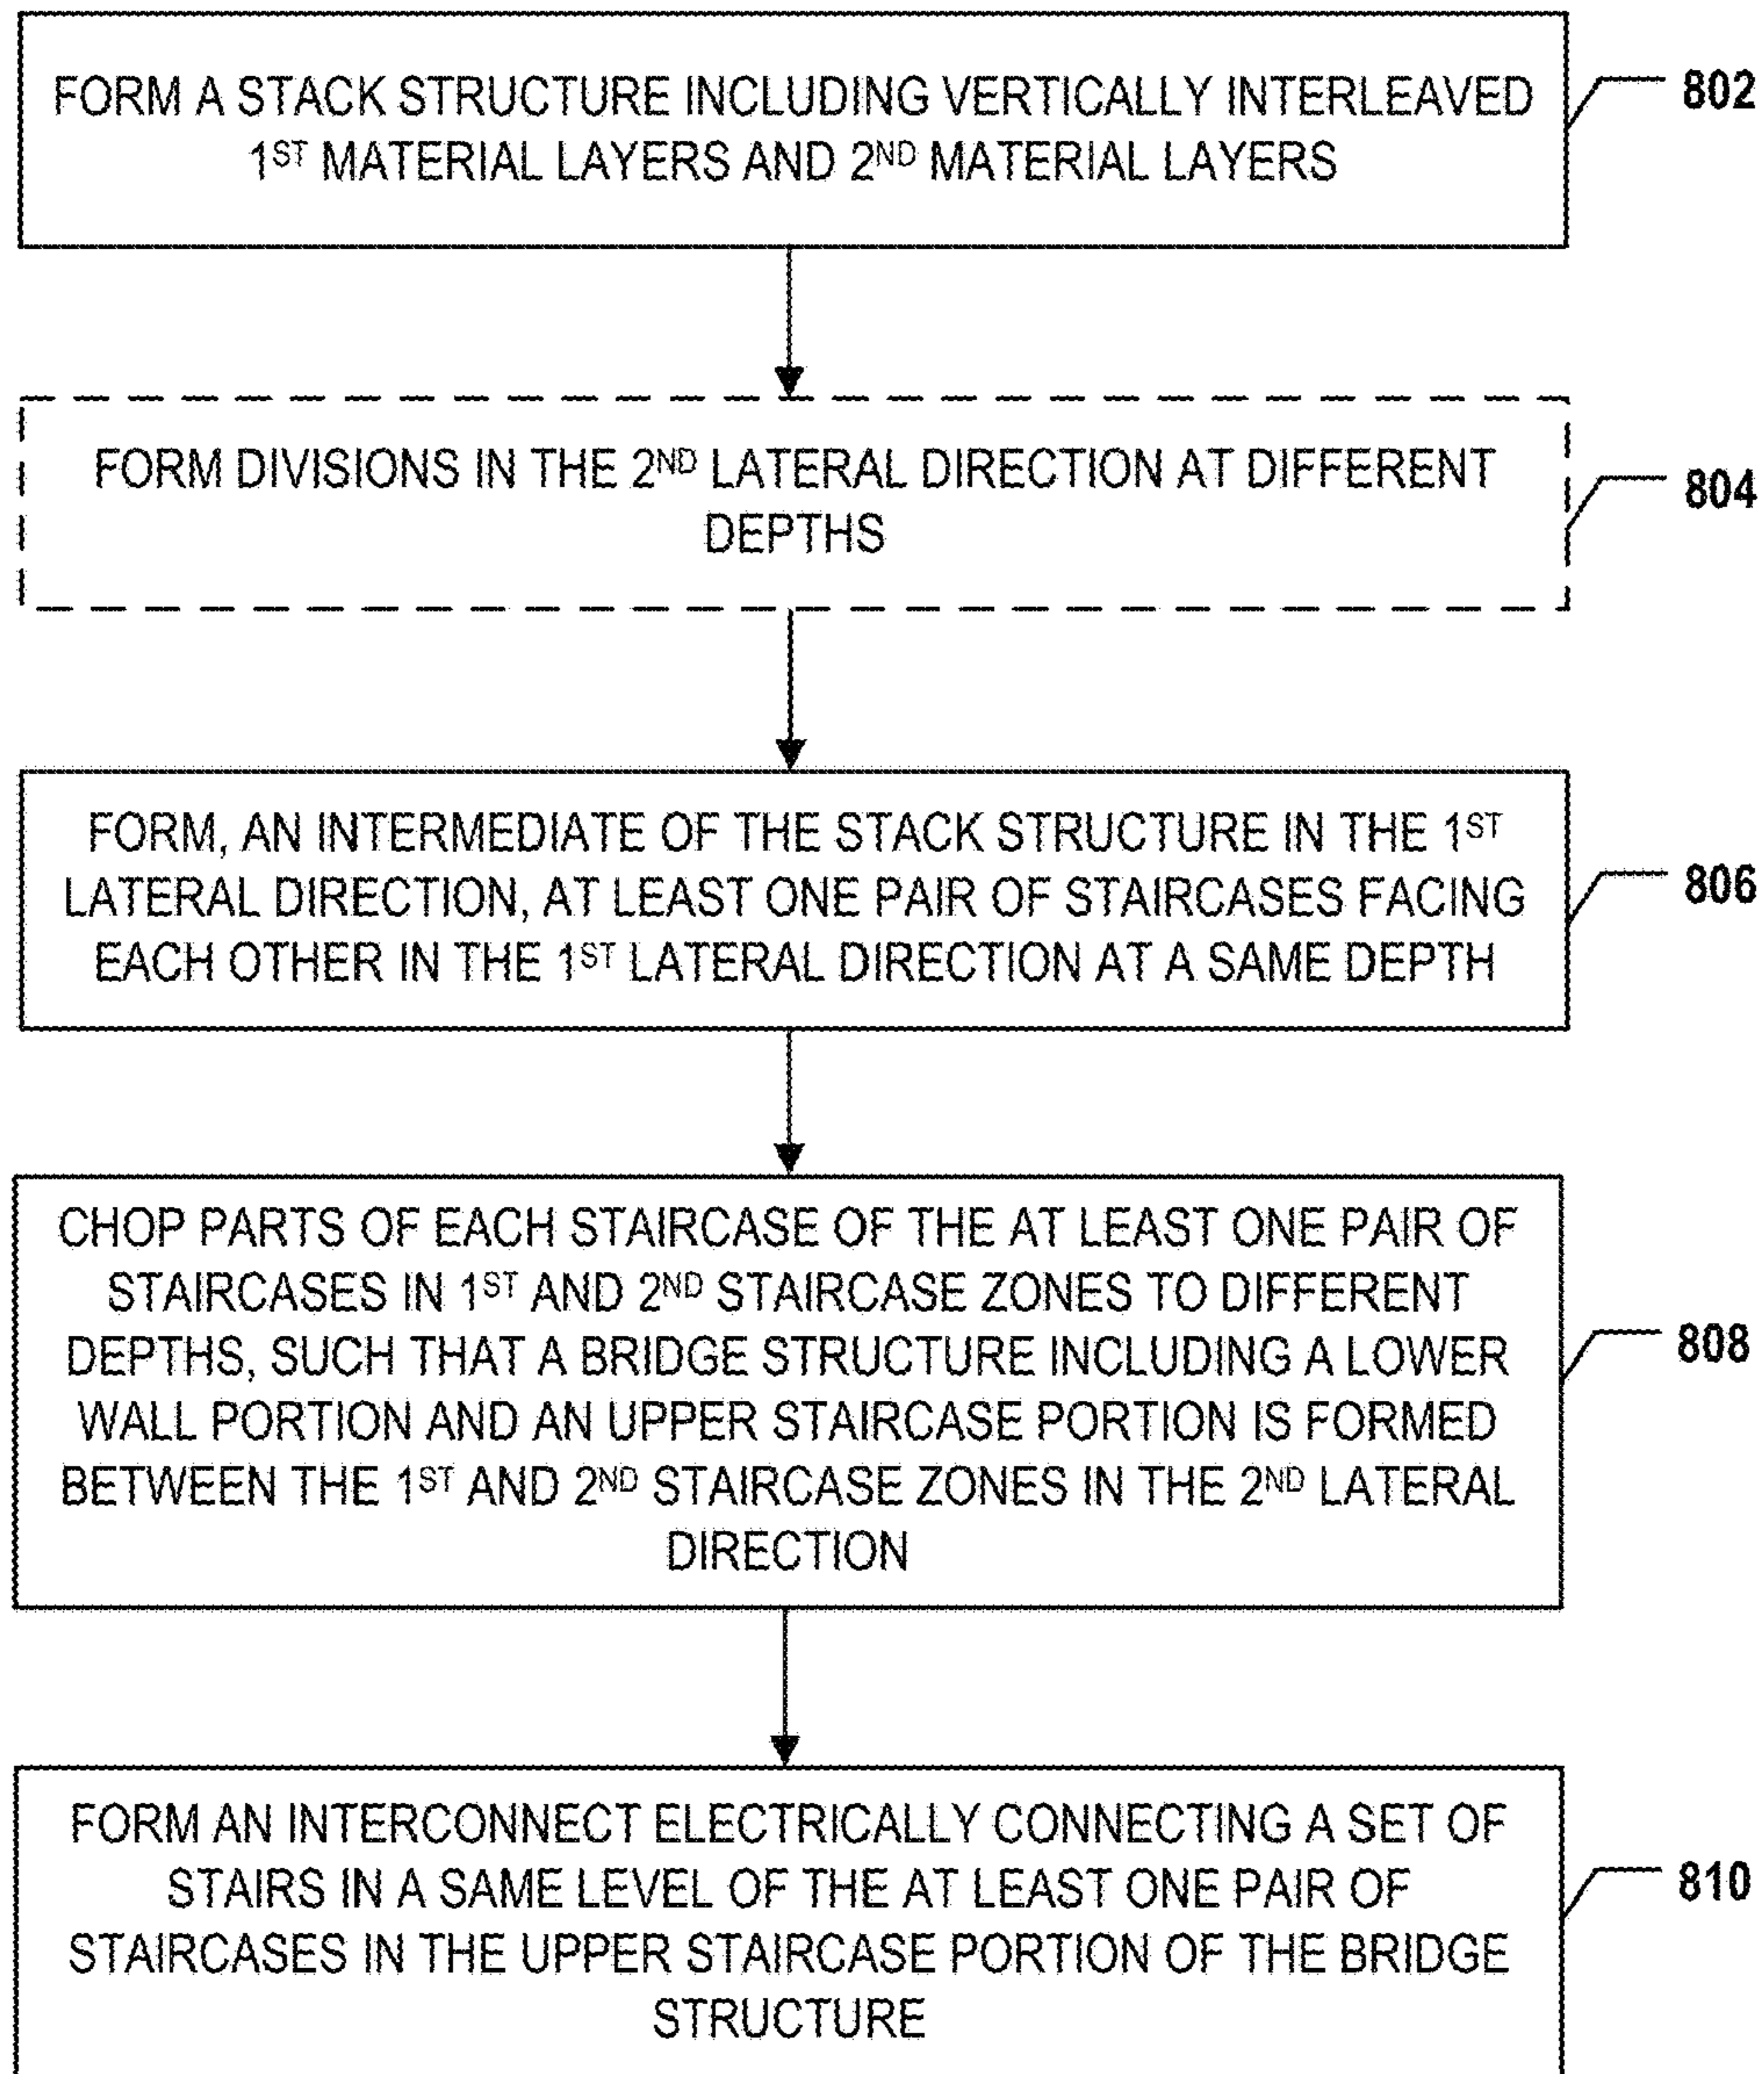 FORM A STACK STRUCTURE INCLUDING VERTICALLY INTERLEAVED
1ST MATERIAL LAYERS AND 2ND MATERIAL LAYERS
802
FORM DIVISIONS IN THE 2ND LATERAL DIRECTION AT DIFFERENT
DEPTHS
804
FORM, AN INTERMEDIATE OF THE STACK STRUCTURE IN THE 1ST
LATERAL DIRECTION, AT LEAST ONE PAIR OF STAIRCASES FACING
EACH OTHER IN THE 1ST LATERAL DIRECTION AT A SAME DEPTH
806
CHOP PARTS OF EACH STAIRCASE OF THE AT LEAST ONE PAIR OF
STAIRCASES IN 1ST AND 2ND STAIRCASE ZONES TO DIFFERENT
DEPTHS, SUCH THAT A BRIDGE STRUCTURE INCLUDING A LOWER
WALL PORTION AND AN UPPER STAIRCASE PORTION IS FORMED
BETWEEN THE 1ST AND 2ND STAIRCASE ZONES IN THE 2ND LATERAL
DIRECTION
808
FORM AN INTERCONNECT ELECTRICALLY CONNECTING A SET OF
STAIRS IN A SAME LEVEL OF THE AT LEAST ONE PAIR OF
STAIRCASES IN THE UPPER STAIRCASE PORTION OF THE BRIDGE
STRUCTURE
810